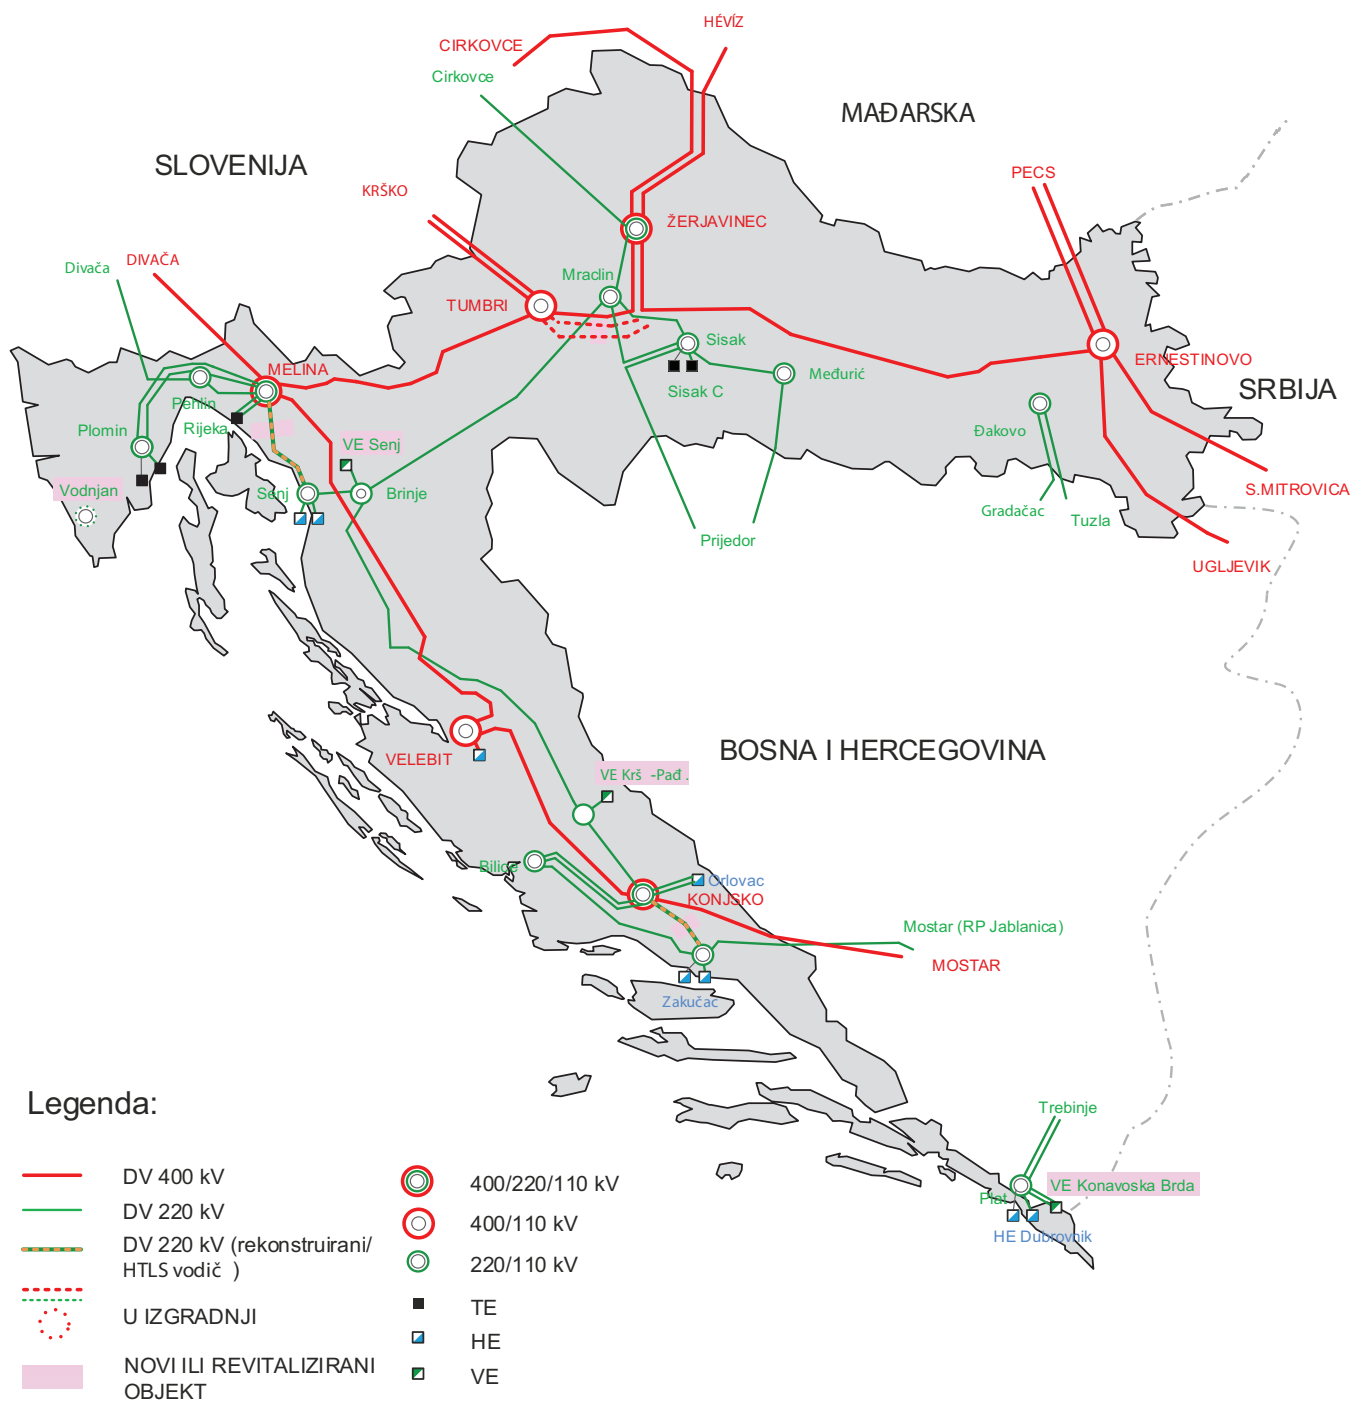 HÉVÍZ
CIRKOVCE
Cirkovce
MAĐARSKA
SLOVENIJA
PECS
KRŠKO
ŽERJAVINEC
DIVAČA
Divača
Mraclin
TUMBRI
Sisak
ERNESTINOVO
MELINA
Međurić
SRBIJA
Sisak C
Pehlin
Rijeka
Plomin
Đakovo
VE Senj
Vodnjan
Senj
Brinje
S.MITROVICA
Gradačac
Tuzla
Prijedor
UGLJEVIK
BOSNA I HERCEGOVINA
VELEBIT
VE Krš -Pađ .
Bilice
Orlovac
KONJSKO
Mostar (RP Jablanica)
MOSTAR
Zakučac
Trebinje
VE Konavoska Brda
Plat
HE Dubrovnik
Legenda:
DV 400 kV
DV 220 kV
DV 220 kV (rekonstruirani/
HTLS vodič )
U IZGRADNJI
NOVI ILI REVITALIZIRANI
OBJEKT
400/220/110 kV
400/110 kV
220/110 kV
TE
HE
VE